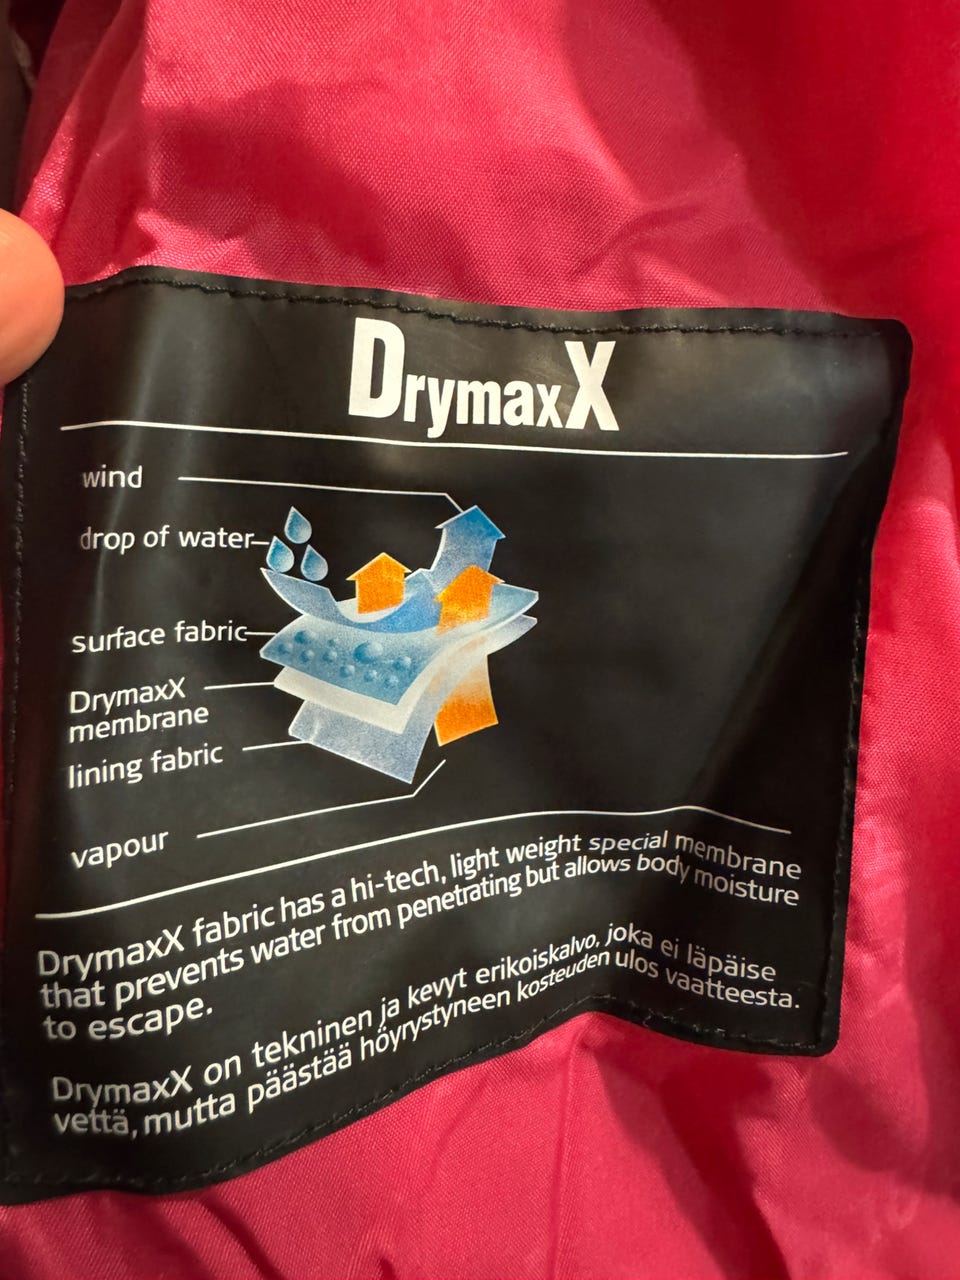 DrymaxX
wind
drop of water
surface fabric
DrymaxX
membrane
lining fabric
vapour
DrymaxX fabric has a hi-tech, light weight special membrane
that prevents water from penetrating but allows body moisture
to escape.
DrymaxX on tekninen ja kevyt erikoiskalvo, joka ei läpäise
vettä, mutta päästää höyrystyneen kosteuden ulos vaatteesta.